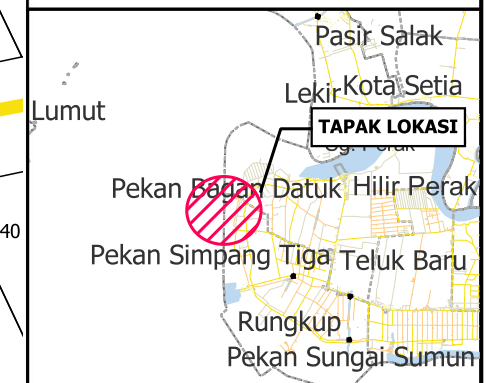 Pasir Salak
Lekir
Kota Setia
Lumut
TAPAK LOKASI
Sg. Perak
Pekan Bagan Datuk
Hilir Perak
40
Pekan Simpang Tiga
Teluk Baru
Rungkup
Pekan Sungai Sumun